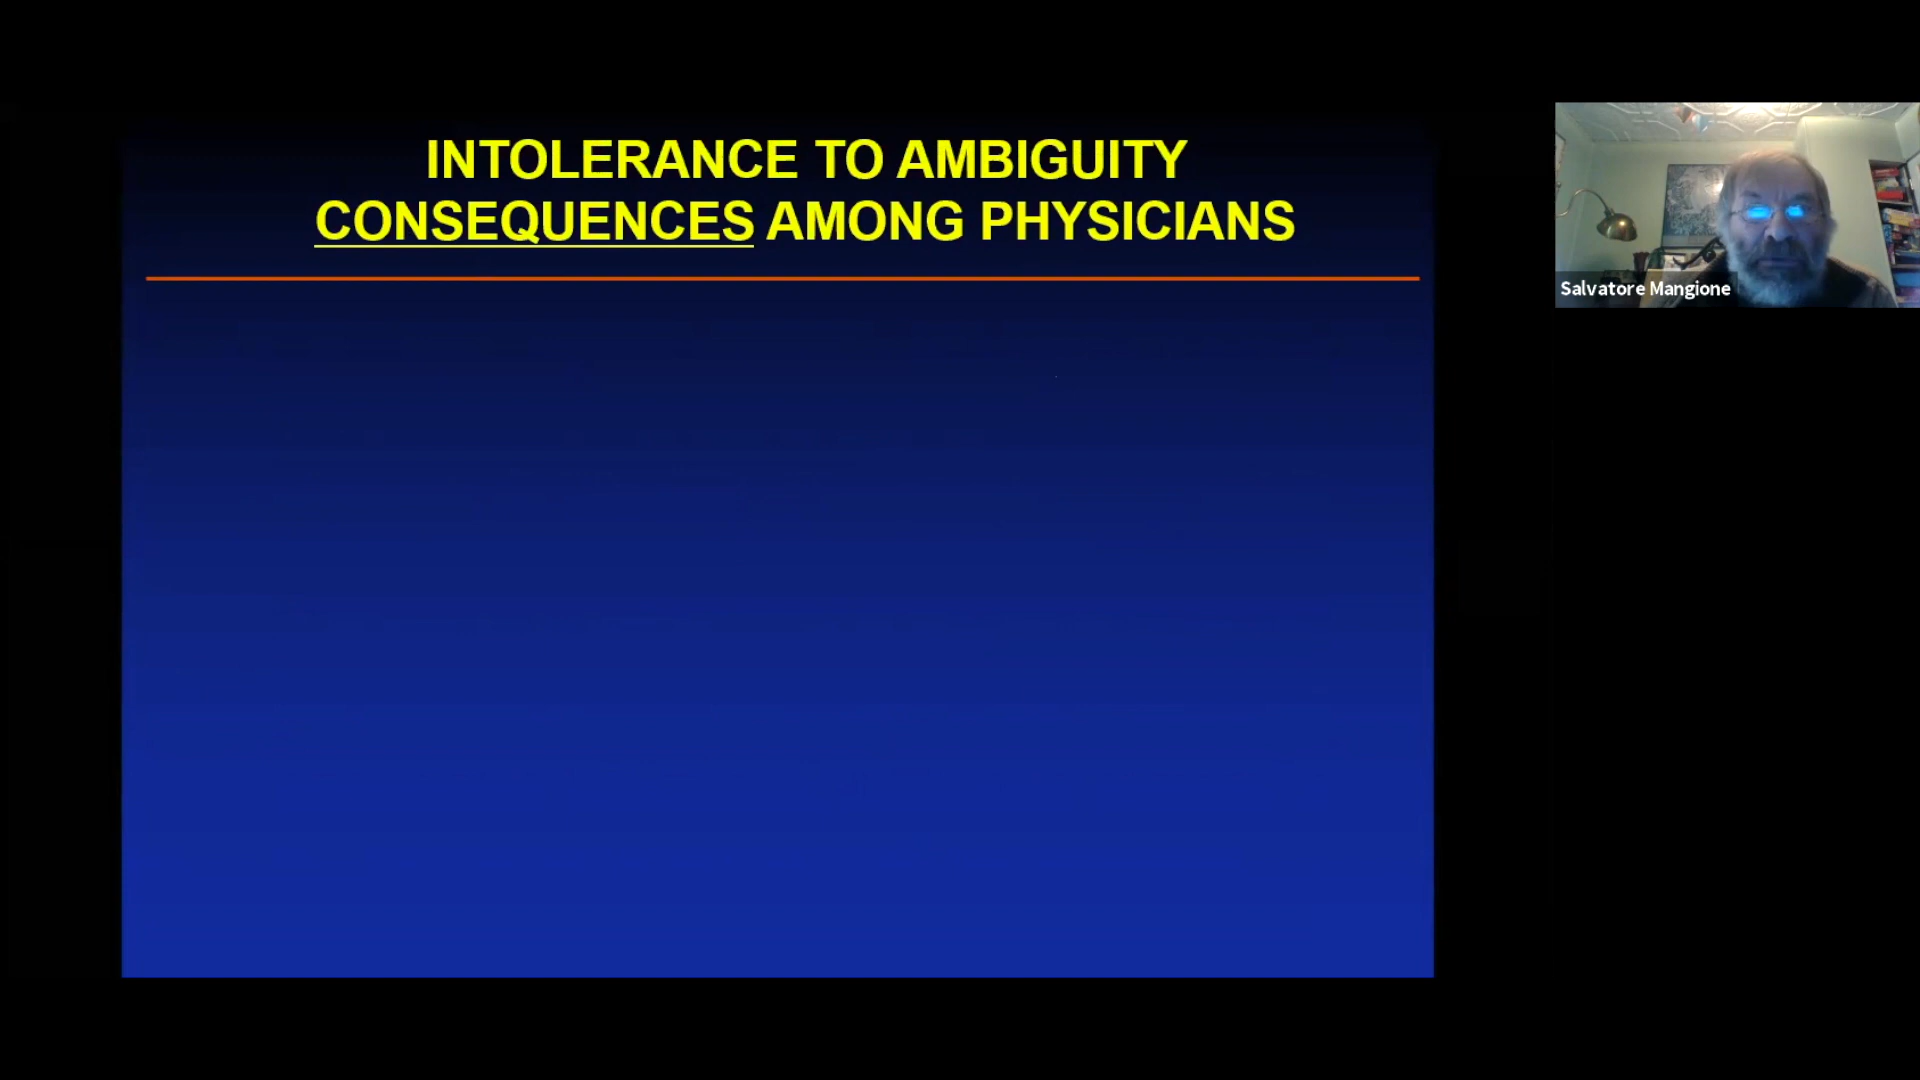 INTOLERANCE TO AMBIGUITY
CONSEQUENCES AMONG PHYSICIANS
Salvatore Mangione